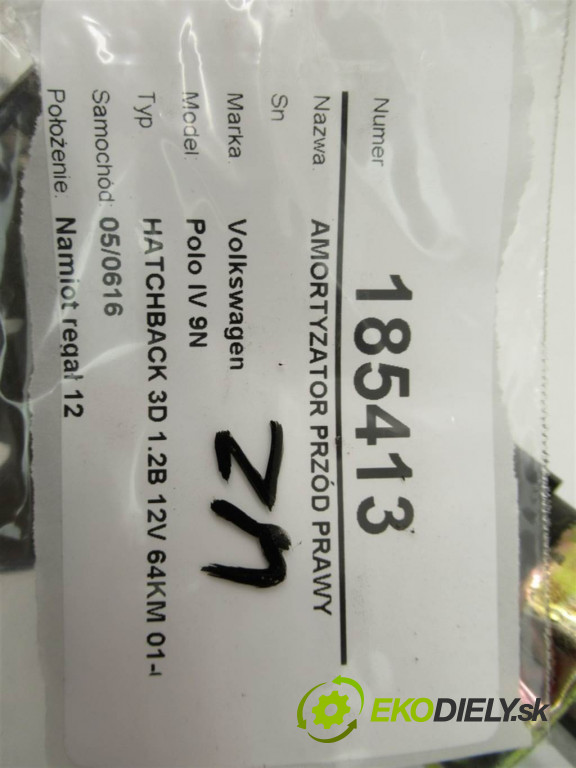 Numer 185413
Nazwa AMORTYZATOR PRZÓD PRAWY
Sn
Marka Volkswagen
Model Polo IV 9N
Typ HATCHBACK 3D 1.2B 12V 64KM 01-
Samochód: 05/0616
Położenie: Namiot regał 12
EKODIELY.sk